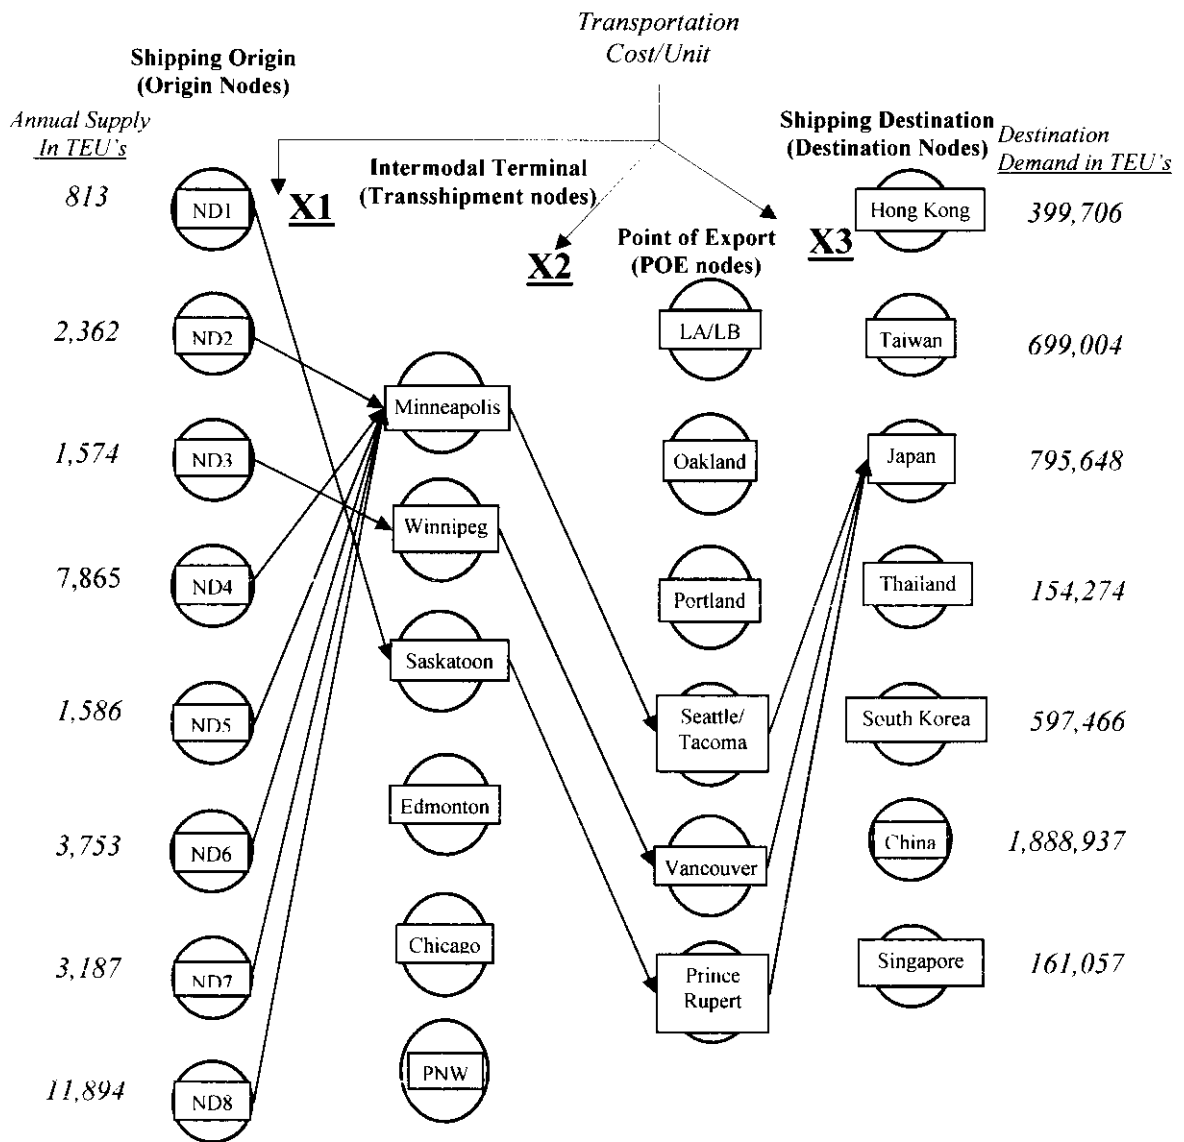 Transportation
Cost/Unit
Shipping Origin
(Origin Nodes)
Annual Supply
In TEU's
Intermodal Terminal
(Transshipment nodes)
Point of Export
(POE nodes)
Shipping Destination
(Destination Nodes)
Destination
Demand in TEU's
X1
X2
X3
813
ND1
Hong Kong
399,706
2,362
ND2
LA/LB
Taiwan
699,004
Minneapolis
1,574
ND3
Oakland
Japan
795,648
Winnipeg
7,865
ND4
Portland
Thailand
154,274
Saskatoon
1,586
ND5
Seattle/
Tacoma
South Korea
597,466
Edmonton
3,753
ND6
Vancouver
China
1,888,937
Chicago
3,187
ND7
Prince
Rupert
Singapore
161,057
PNW
11,894
ND8